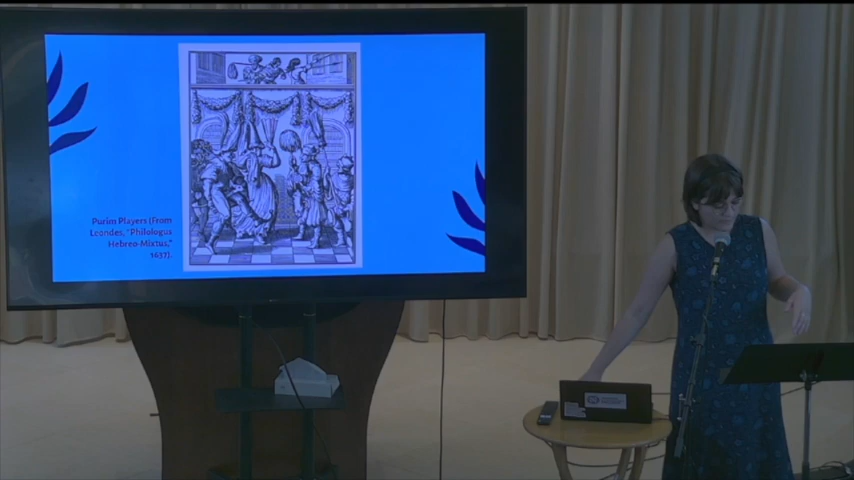 Purim Players (From
Leondes, "Philologus
Hebreo-Mixtus,"
1657).